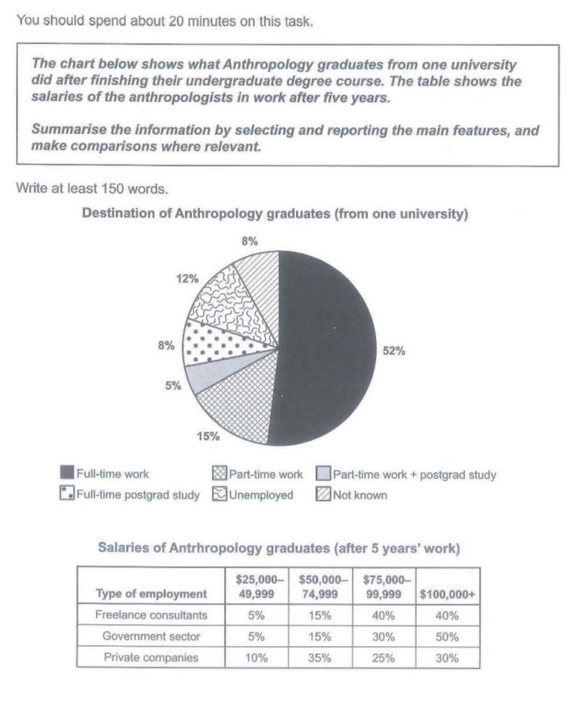 You should spend about 20 minutes on this task.
The chart below shows what Anthropology graduates from one university
did after finishing their undergraduate degree course. The table shows the
salaries of the anthropologists in work after five years.
Summarise the information by selecting and reporting the main features, and
make comparisons where relevant.
Write at least 150 words.
Destination of Anthropology graduates (from one university)
8%
12%
8%
52%
5%
15%
Full-time work Part-time work Part-time work + postgrad study
Full-time postgrad study Unemployed Not known
Salaries of Antrhropology graduates (after 5 years' work)
Type of employment $25,000–49,999 $50,000–74,999 $75,000–99,999 $100,000+
Freelance consultants 5% 15% 40% 40%
Government sector 5% 15% 30% 50%
Private companies 10% 35% 25% 30%